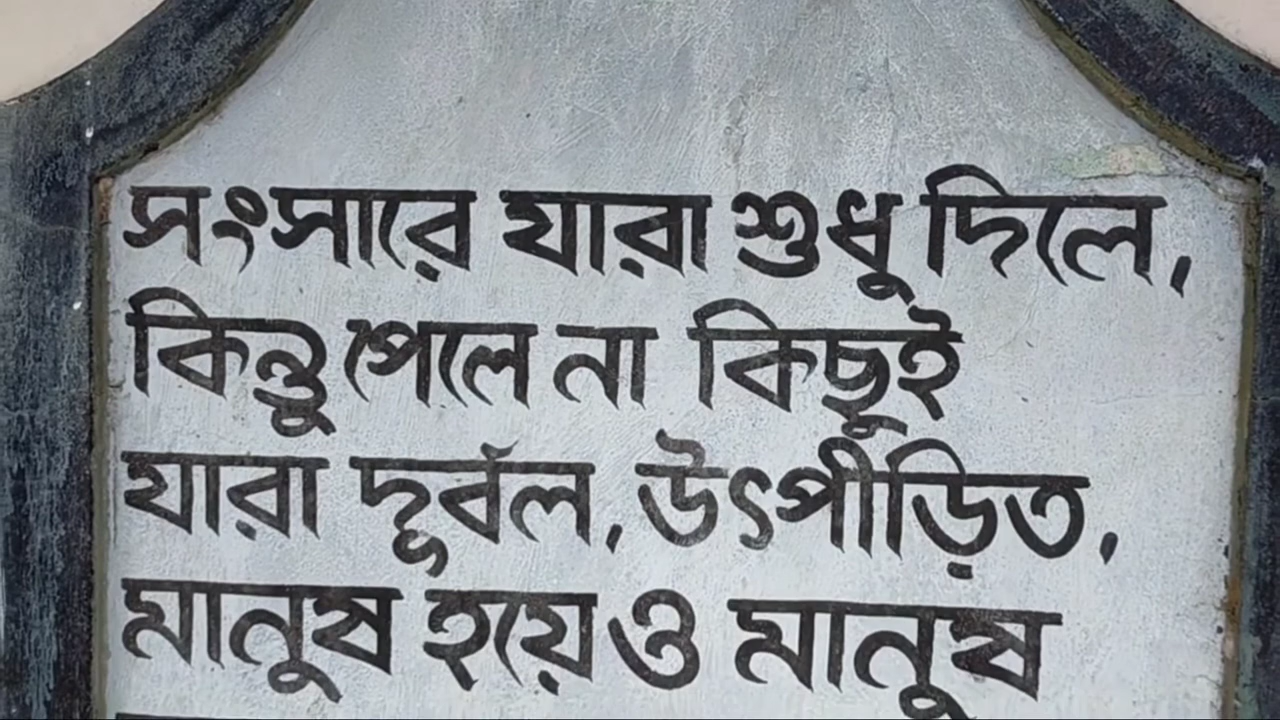 সংসারে যারা শুধু দিলে,
কিন্তু পেলে না কিছুই
যারা দূর্বল, উৎপীড়িত,
মানুষ হয়েও মানুষ